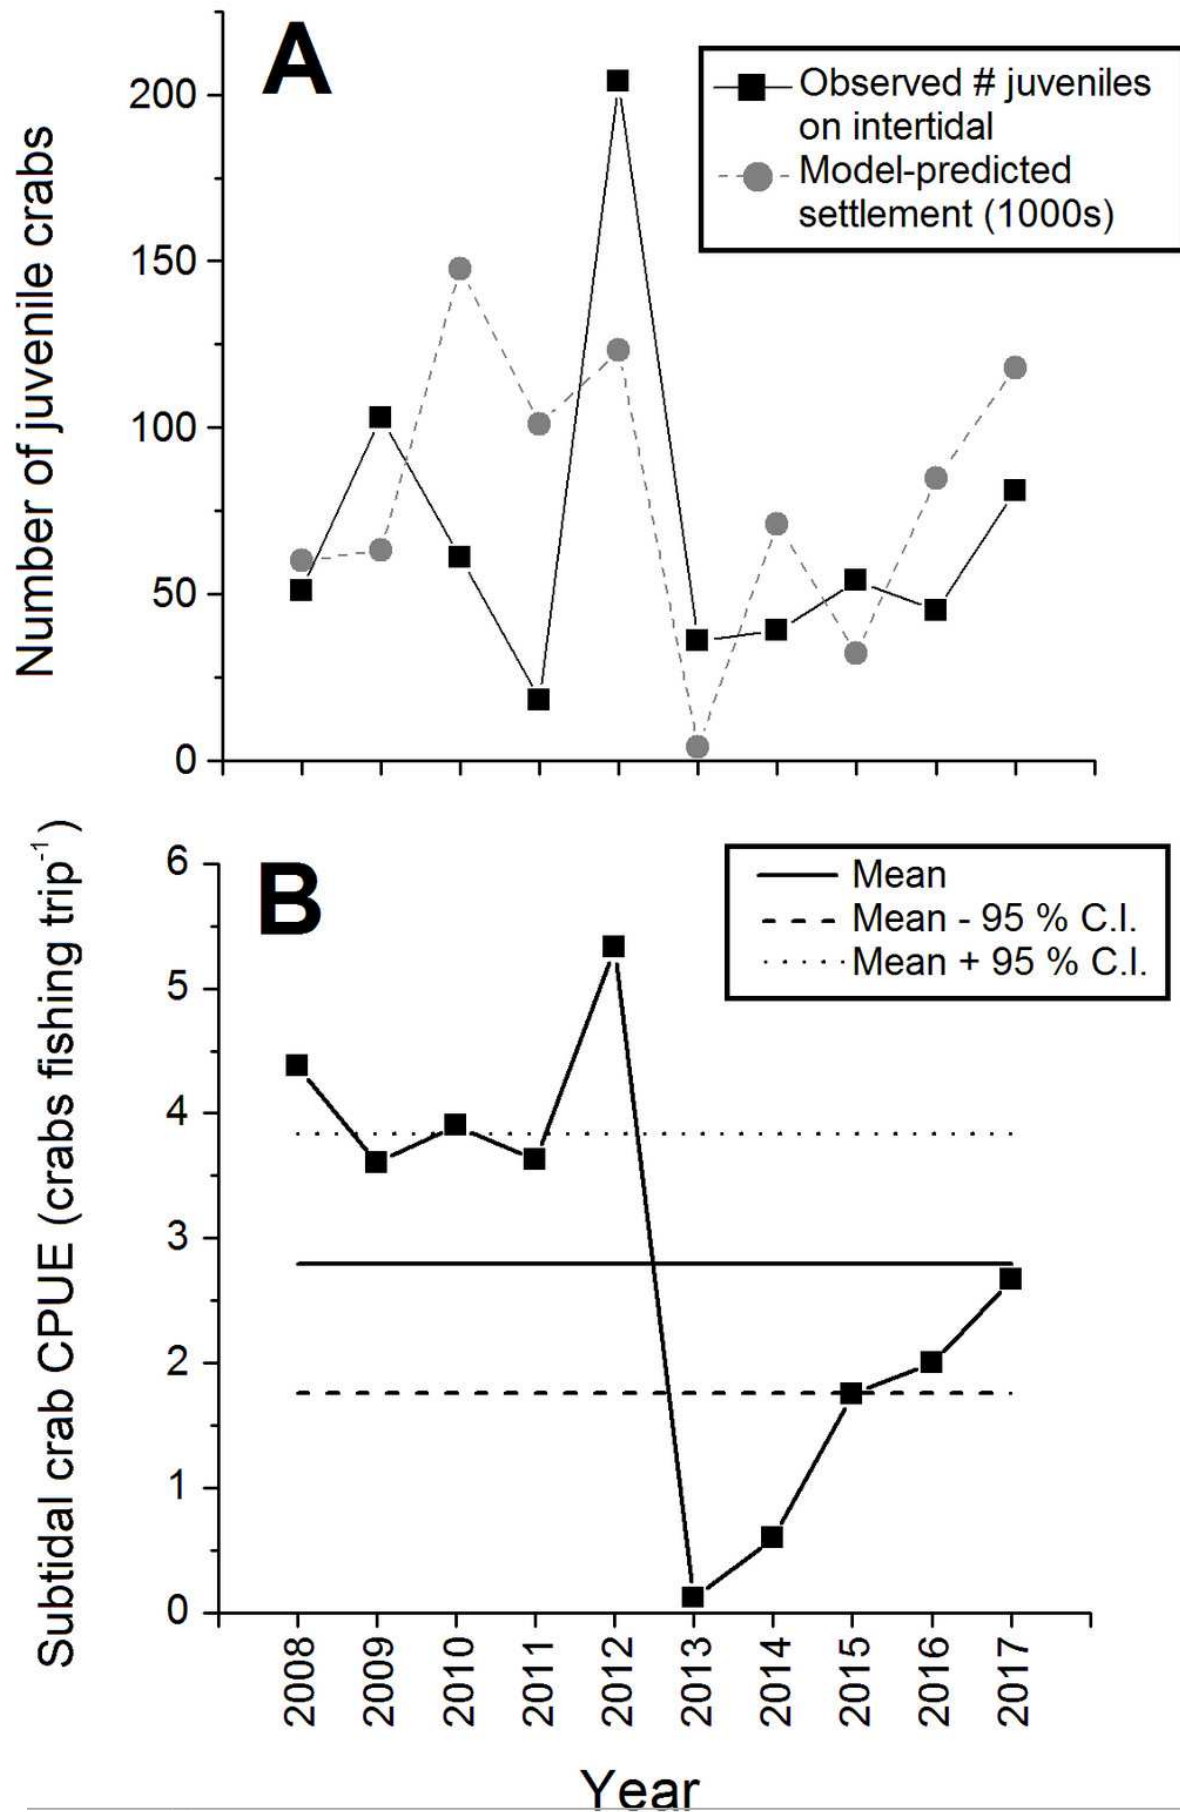 A
Observed # juveniles
on intertidal
Model-predicted
settlement (1000s)
Number of juvenile crabs
200
150
100
50
0
B
Mean
Mean - 95 % C.I.
Mean + 95 % C.I.
Subtidal crab CPUE (crabs fishing trip-1)
6
5
4
3
2
1
0
2008
2009
2010
2011
2012
2013
2014
2015
2016
2017
Year